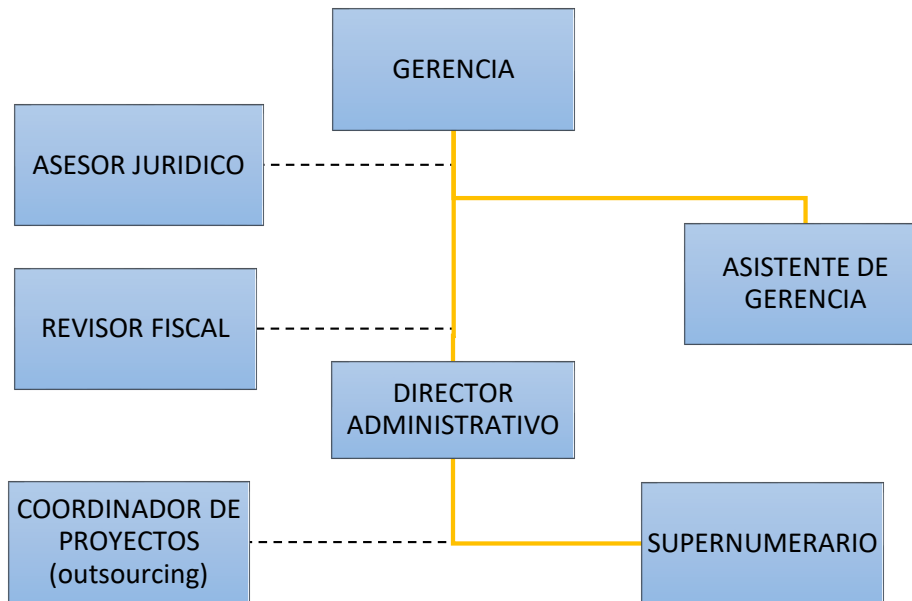 GERENCIA
ASESOR JURIDICO
ASISTENTE DE
GERENCIA
REVISOR FISCAL
DIRECTOR
ADMINISTRATIVO
COORDINADOR DE
PROYECTOS
(outsourcing)
SUPERNUMERARIO